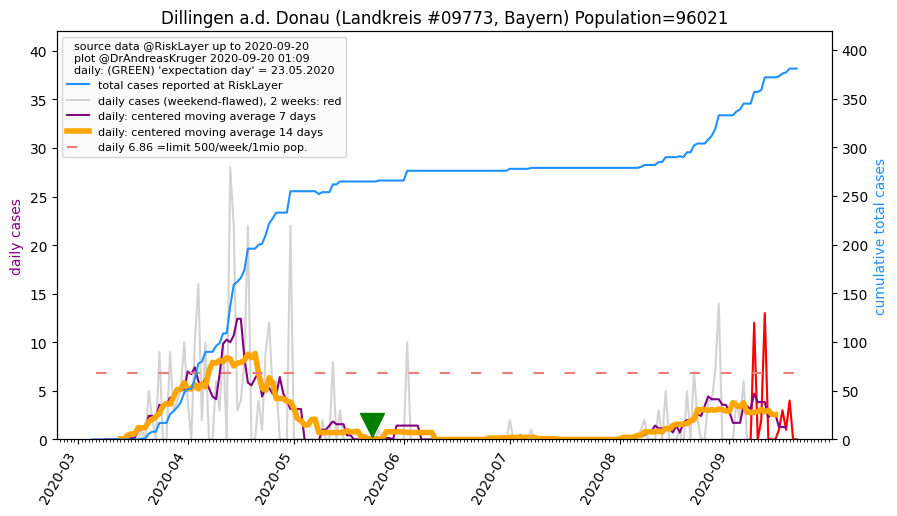 Dillingen a.d. Donau (Landkreis #09773, Bayern) Population=96021
source data @RiskLayer up to 2020-09-20
plot @DrAndreasKruger 2020-09-20 01:09
daily: (GREEN) 'expectation day' = 23.05.2020
total cases reported at RiskLayer
daily cases (weekend-flawed), 2 weeks: red
daily: centered moving average 7 days
daily: centered moving average 14 days
daily 6.86 =limit 500/week/1mio pop.
daily cases
40
35
30
25
20
15
10
5
0
400
350
300
250
200
150
100
50
0
cumulative total cases
2020-03
2020-04
2020-05
2020-06
2020-07
2020-08
2020-09